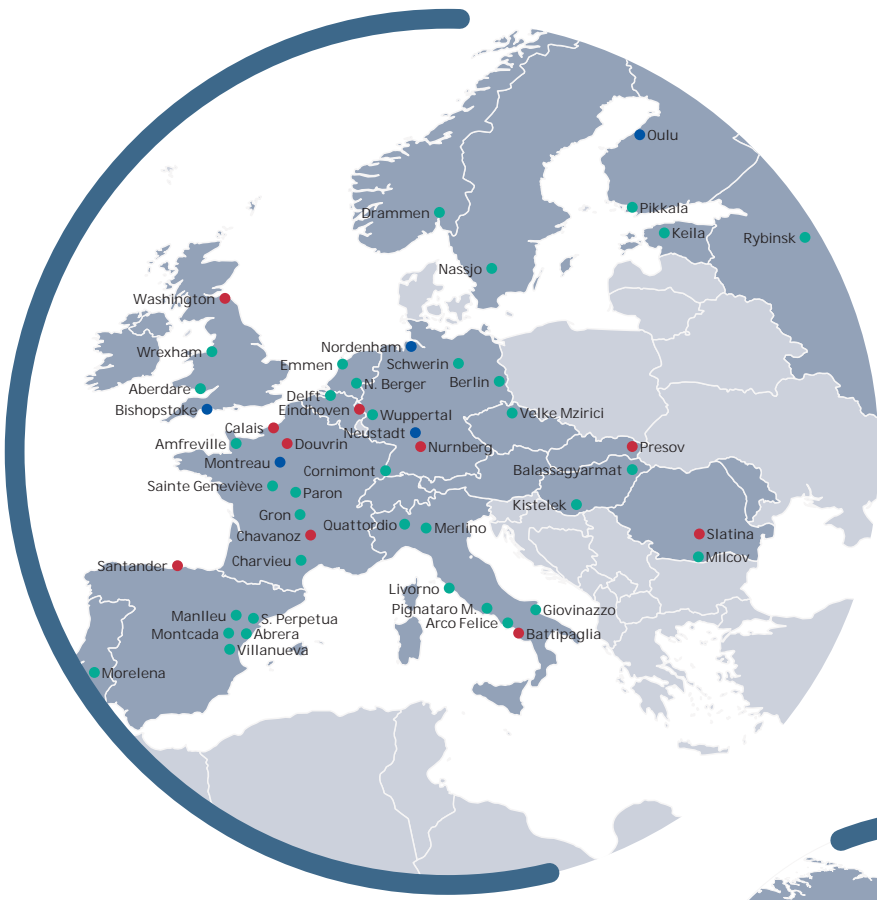 Oulu
Pikkala
Drammen
Keila
Rybinsk
Nassjo
Washington
Nordenham
Wrexham
Emmen
Schwerin
N. Berger
Berlin
Aberdare
Delft
Bishopstoke
Eindhoven
Wuppertal
Velke Mzirici
Calais
Neustadt
Amfreville
Douvrin
Nurnberg
Presov
Montreau
Cornimont
Balassagyarmat
Sainte Geneviève
Paron
Kistelek
Gron
Quattordio
Merlino
Chavanoz
Slatina
Charvieu
Milcov
Santander
Livorno
Pignataro M.
Giovinazzo
Manlleu
S. Perpetua
Arco Felice
Montcada
Abrera
Battipaglia
Villanueva
Morelena